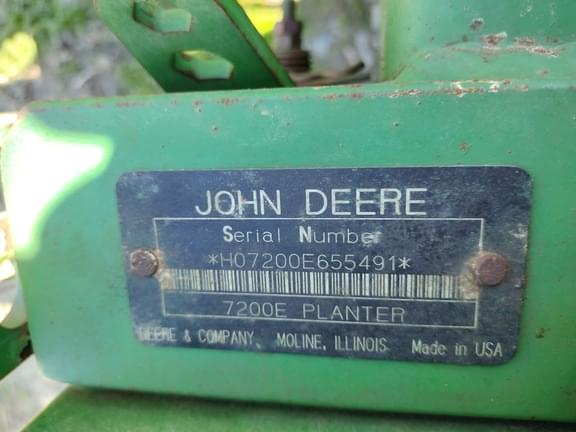 JOHN DEERE
Serial Number
*H07200E655491*
7200E PLANTER
DEERE & COMPANY, MOLINE, ILLINOIS Made in USA